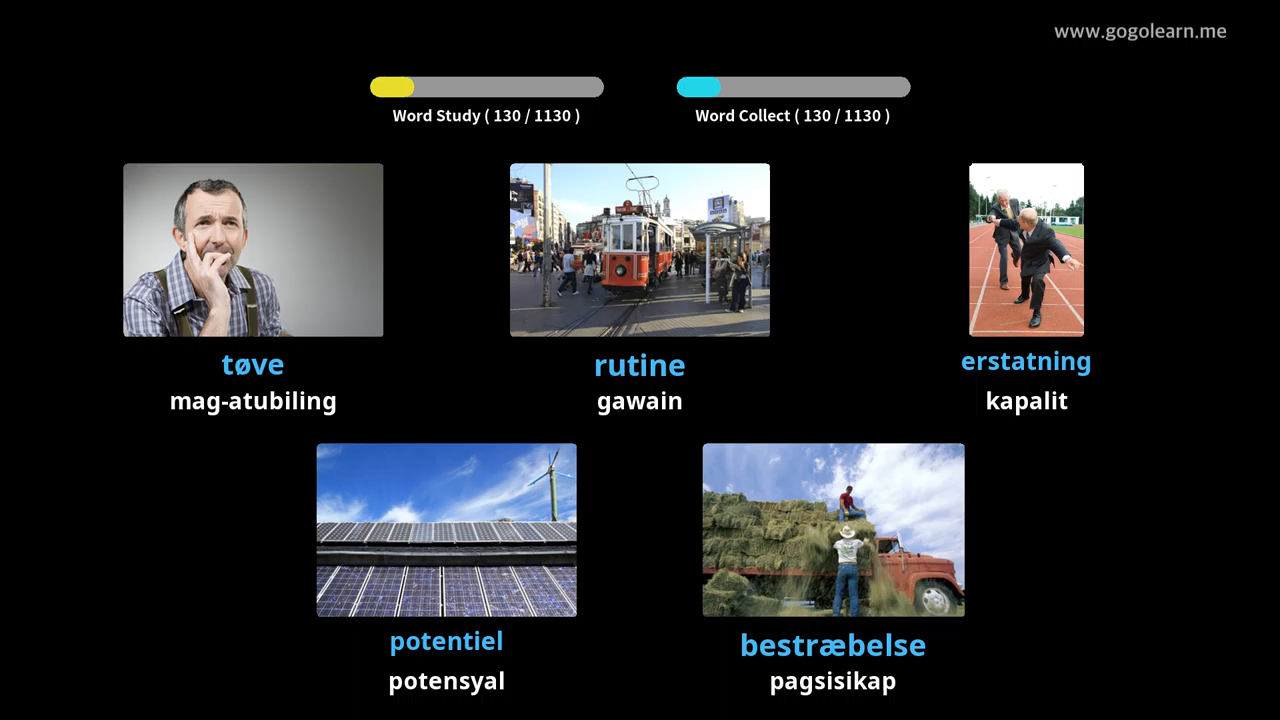 www.gogolearn.me
Word Study ( 130 / 1130 )
Word Collect ( 130 / 1130 )
tøve
mag-atubiling
rutine
gawain
erstatning
kapalit
potentiel
potensyal
bestræbelse
pagsisikap